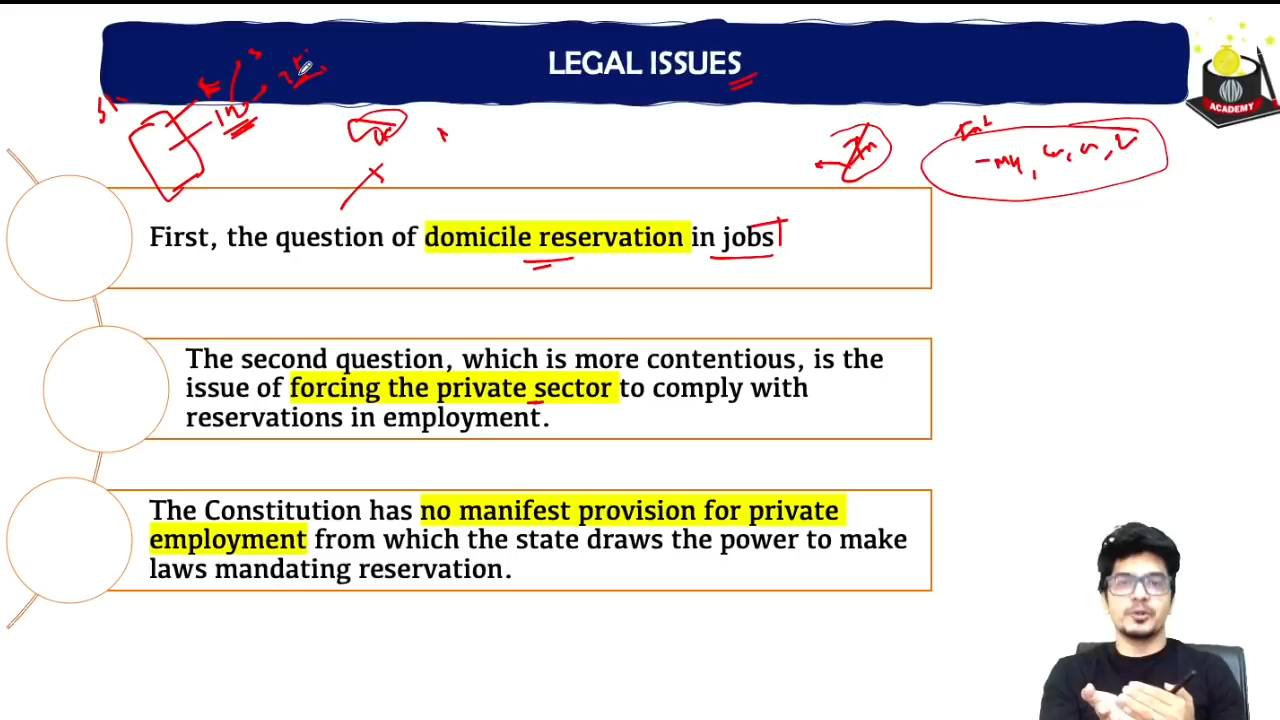 LEGAL ISSUES
ACADEMY
First, the question of domicile reservation in jobs
The second question, which is more contentious, is the
issue of forcing the private sector to comply with
reservations in employment.
The Constitution has no manifest provision for private
employment from which the state draws the power to make
laws mandating reservation.